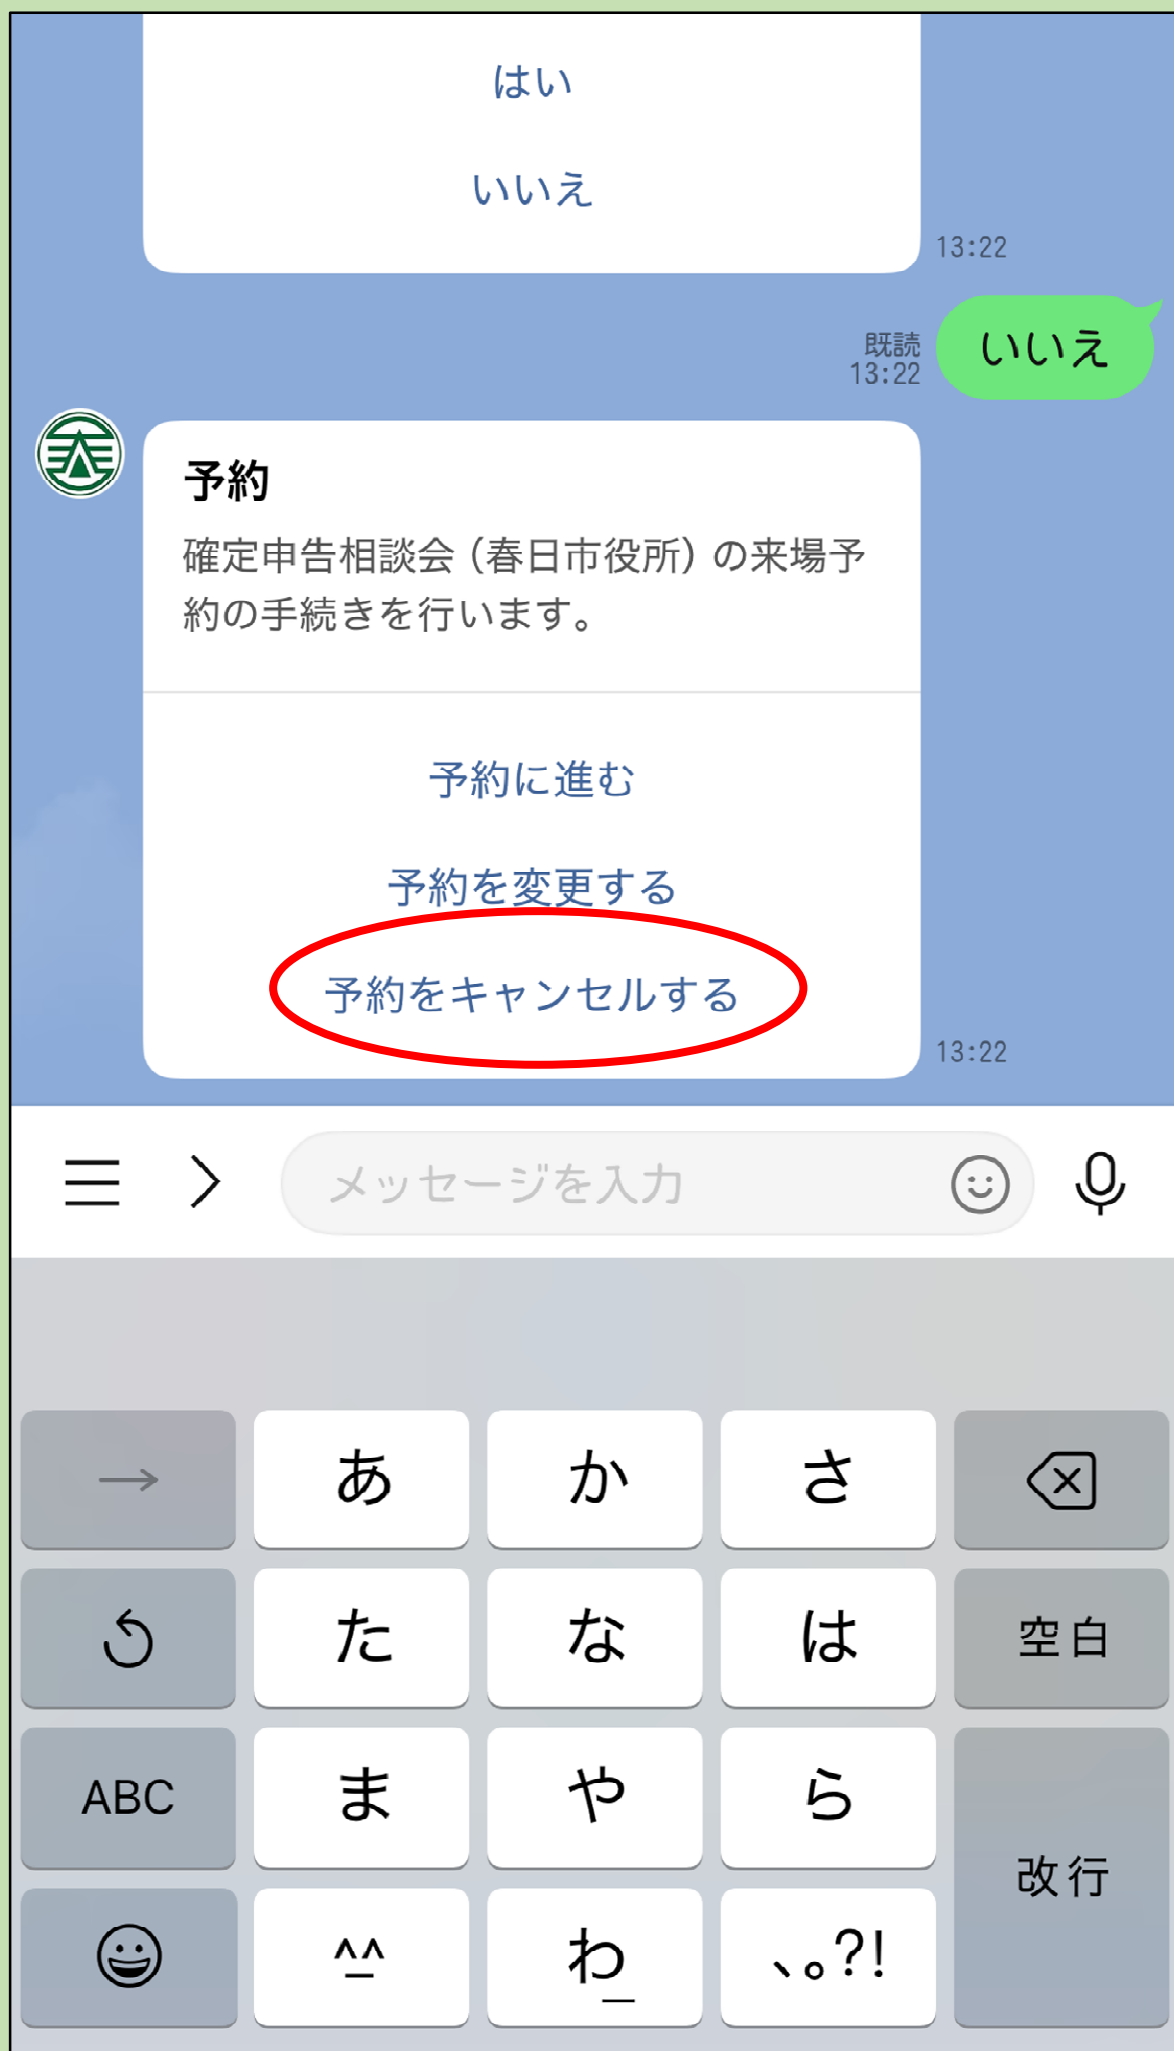 はい
いいえ
13:22
いいえ
既読
13:22
予約
確定申告相談会（春日市役所）の来場予
約の手続きを行います。
予約に進む
予約を変更する
予約をキャンセルする
13:22
メッセージを入力
→ あ か さ
た な は 空白
ABC ま や ら
改行
^^ わ_ 、。?!